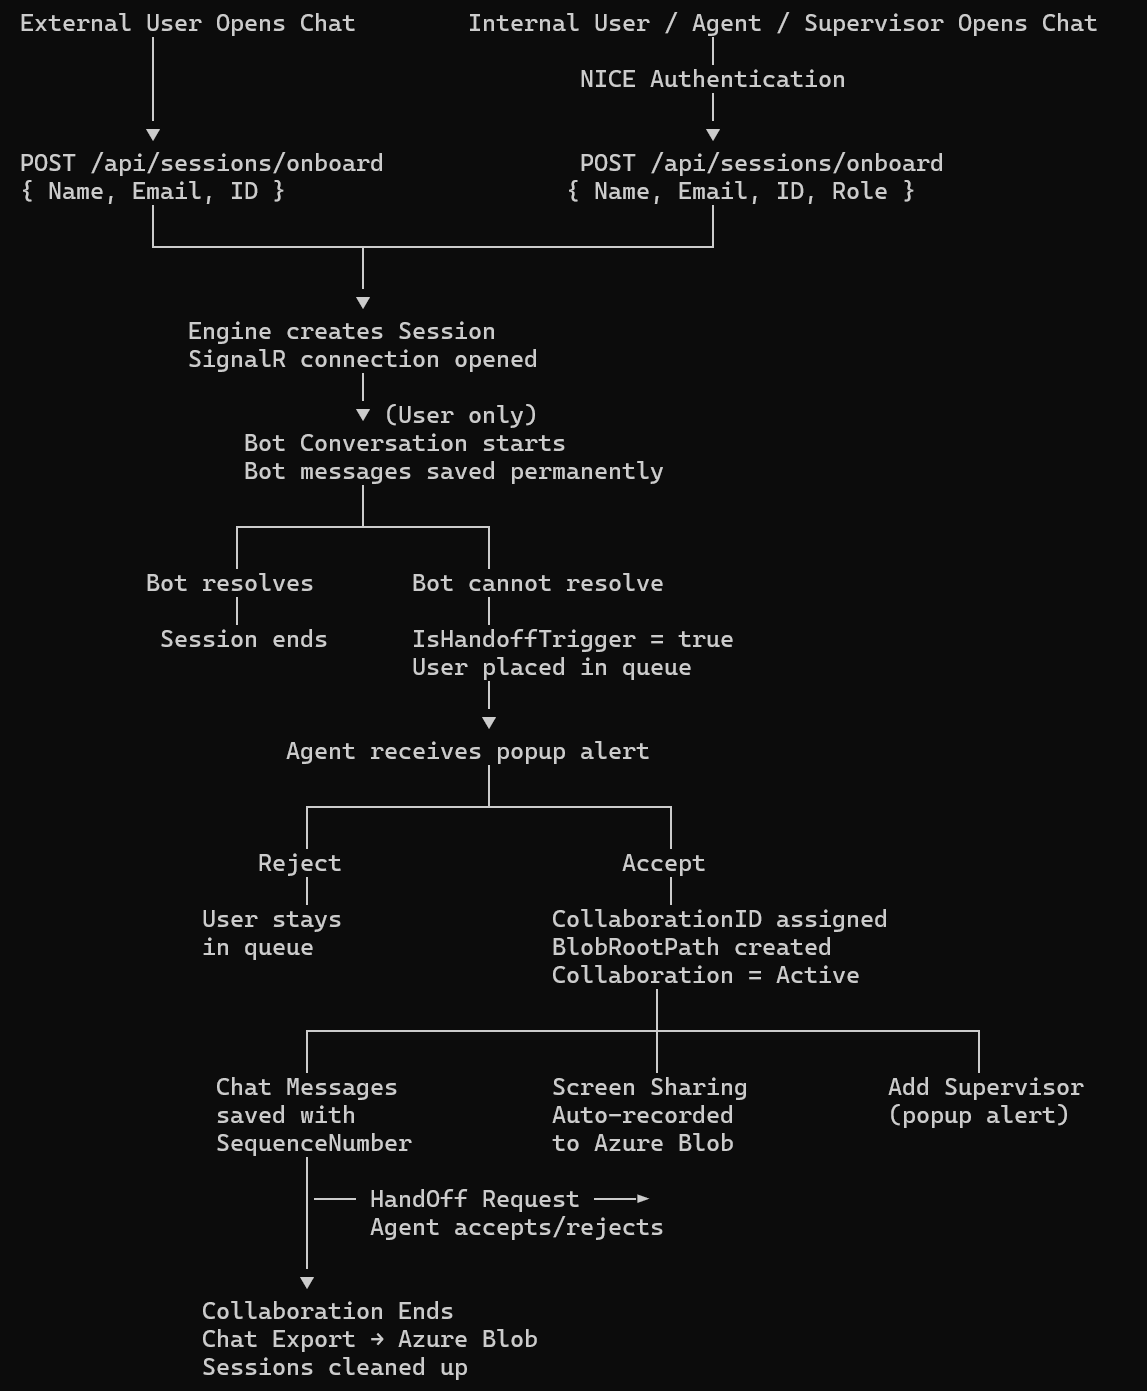 External User Opens Chat
Internal User / Agent / Supervisor Opens Chat
NICE Authentication
POST /api/sessions/onboard
{ Name, Email, ID }
POST /api/sessions/onboard
{ Name, Email, ID, Role }
Engine creates Session
SignalR connection opened
(User only)
Bot Conversation starts
Bot messages saved permanently
Bot resolves
Session ends
Bot cannot resolve
IsHandoffTrigger = true
User placed in queue
Agent receives popup alert
Reject
User stays
in queue
Accept
CollaborationID assigned
BlobRootPath created
Collaboration = Active
Chat Messages
saved with
SequenceNumber
Screen Sharing
Auto-recorded
to Azure Blob
Add Supervisor
(popup alert)
HandOff Request
Agent accepts/rejects
Collaboration Ends
Chat Export → Azure Blob
Sessions cleaned up